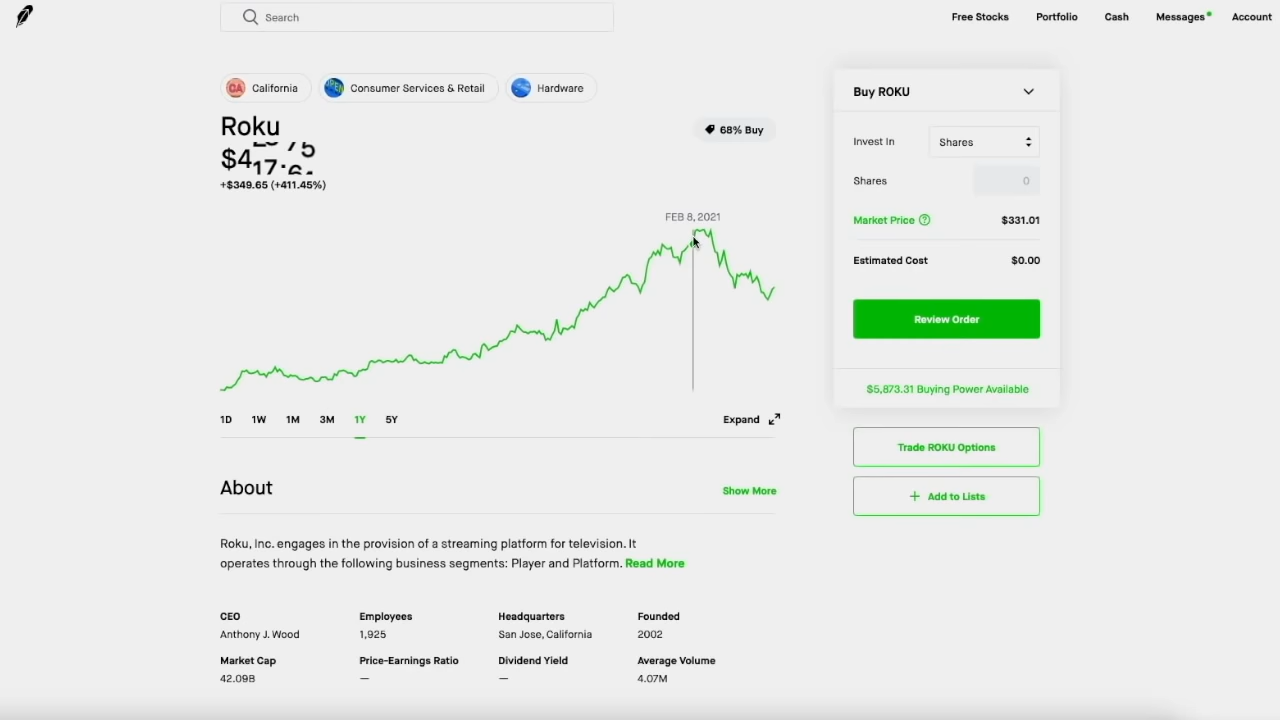 Search
Free Stocks
Portfolio
Cash
Messages
Account
California
Consumer Services & Retail
Hardware
Roku
68% Buy
$4
+$349.65 (+411.45%)
FEB 8, 2021
1D 1W 1M 3M 1Y 5Y
Expand
About
Show More
Roku, Inc. engages in the provision of a streaming platform for television. It
operates through the following business segments: Player and Platform. Read More
CEO Employees Headquarters Founded
Anthony J. Wood 1,925 San Jose, California 2002
Market Cap Price-Earnings Ratio Dividend Yield Average Volume
42.09B — — 4.07M
Buy ROKU
Invest In Shares
Shares 0
Market Price $331.01
Estimated Cost $0.00
Review Order
$5,873.31 Buying Power Available
Trade ROKU Options
+ Add to Lists